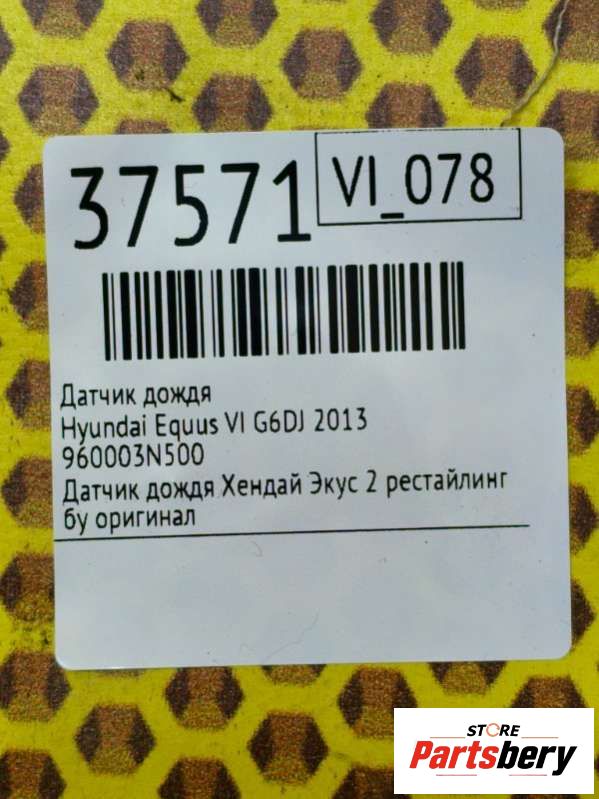 37571
VI_078
Датчик дождя
Hyundai Equus VI G6DJ 2013
960003N500
Датчик дождя Хендай Экус 2 рестайлинг
бу оригинал
STORE
Partsbery